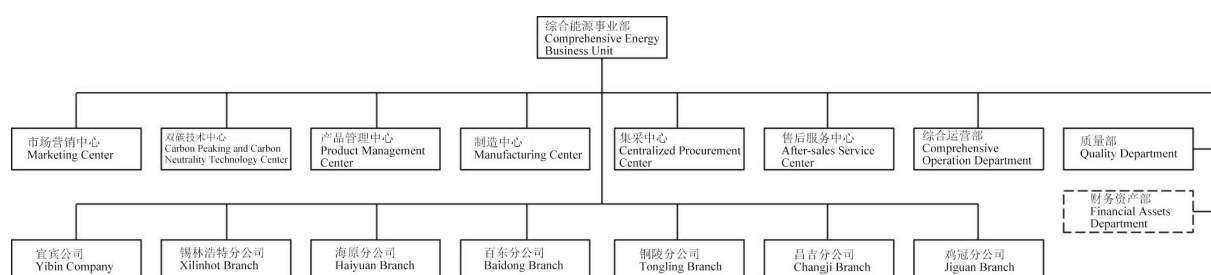 综合能源事业部
Comprehensive Energy
Business Unit
市场营销中心
Marketing Center
双碳技术中心
Carbon Peaking and Carbon
Neutrality Technology Center
产品管理中心
Product Management
Center
制造中心
Manufacturing Center
集采中心
Centralized Procurement
Center
售后服务中心
After-sales Service
Center
综合运营部
Comprehensive
Operation Department
质量部
Quality Department
财务资产部
Financial Assets
Department
宜宾公司
Yibin Company
锡林浩特分公司
Xilinhot Branch
海原分公司
Haiyuan Branch
百东分公司
Baidong Branch
铜陵分公司
Tongling Branch
昌吉分公司
Changji Branch
鸡冠分公司
Jiguan Branch